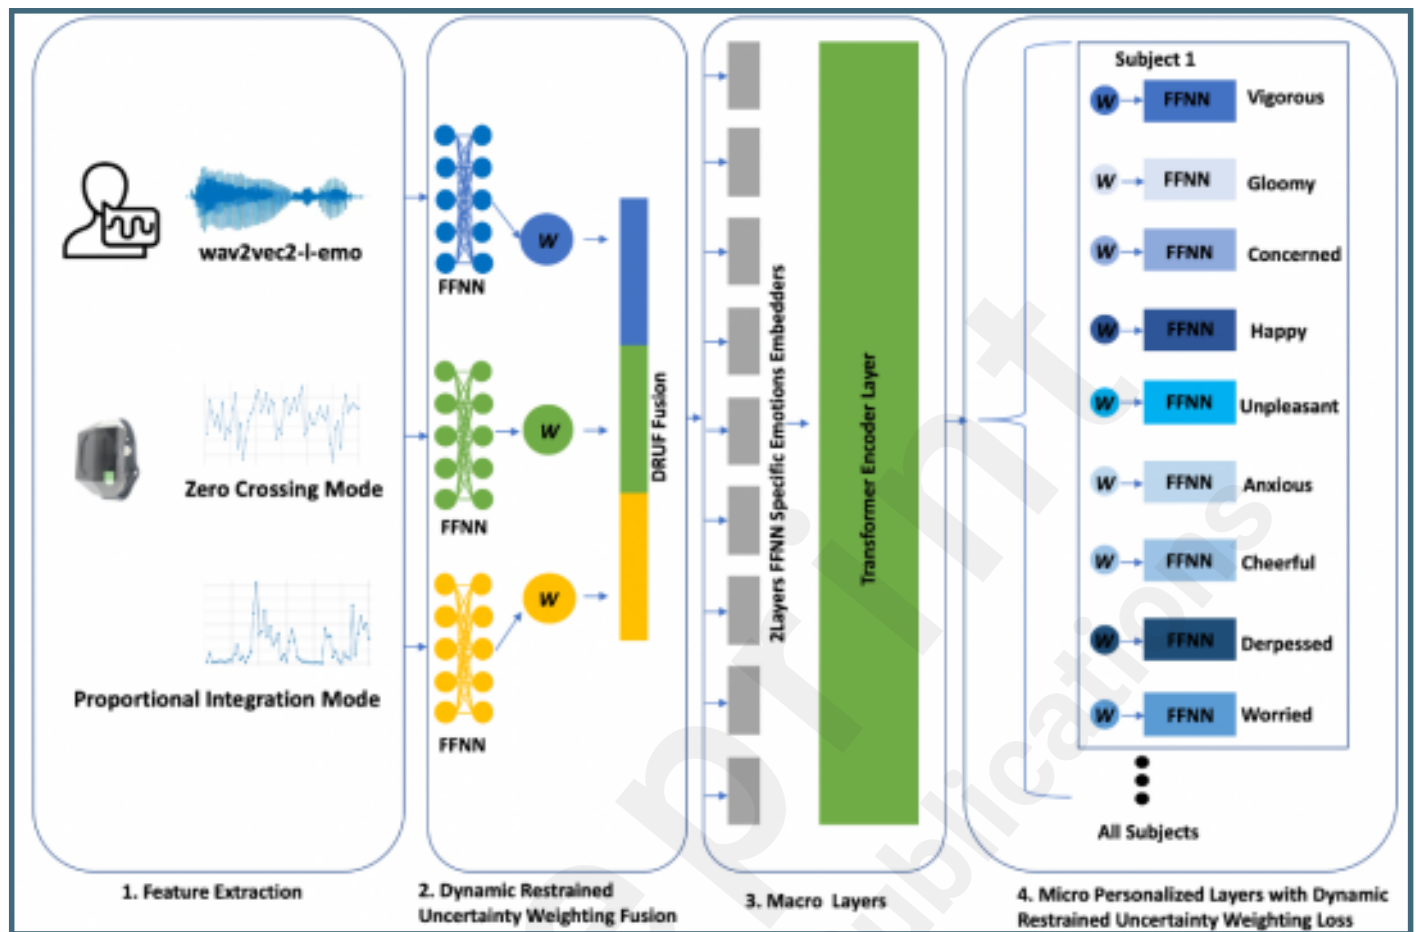 wav2vec2-l-emo
Zero Crossing Mode
Proportional Integration Mode
1. Feature Extraction
FFNN
W
FFNN
W
FFNN
W
DRUF Fusion
2. Dynamic Restrained
Uncertainty Weighting Fusion
2Layers FFNN Specific Emotions Embedders
Transformer Encoder Layer
3. Macro Layers
Subject 1
W FFNN Vigorous
W FFNN Gloomy
W FFNN Concerned
W FFNN Happy
W FFNN Unpleasant
W FFNN Anxious
W FFNN Cheerful
W FFNN Derpessed
W FFNN Worried
All Subjects
4. Micro Personalized Layers with Dynamic
Restrained Uncertainty Weighting Loss
eprint
ublications